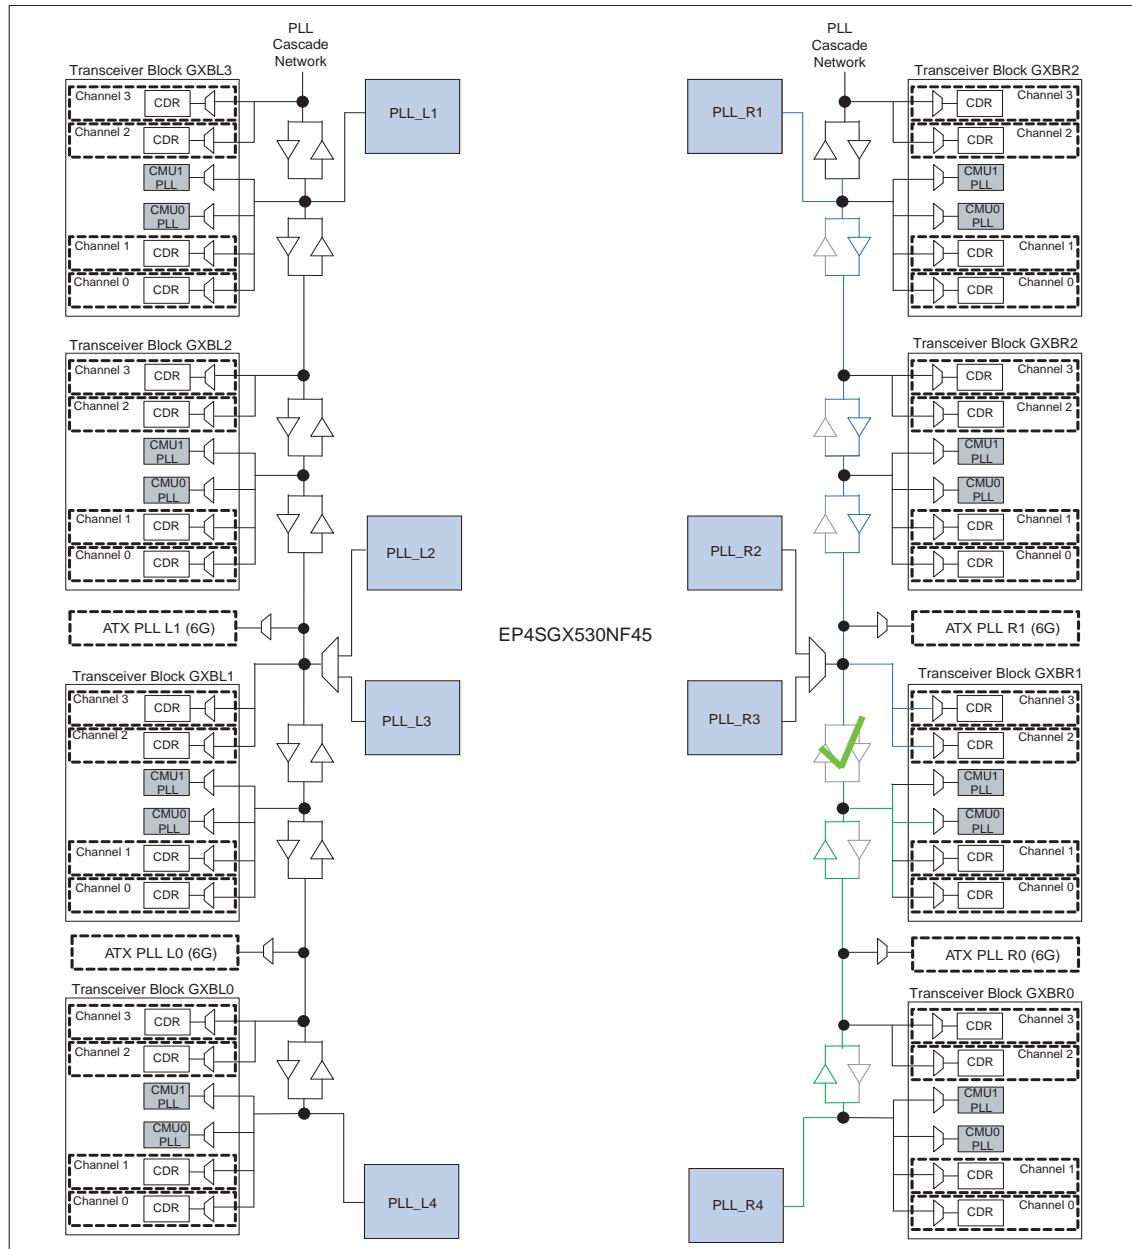 PLL
Cascade
Network
Transceiver Block GXBL3
Channel 3
CDR
Channel 2
CDR
CMU1
PLL
CMU0
PLL
Channel 1
CDR
Channel 0
CDR
PLL_L1
Transceiver Block GXBL2
Channel 3
CDR
Channel 2
CDR
CMU1
PLL
CMU0
PLL
Channel 1
CDR
Channel 0
CDR
PLL_L2
ATX PLL L1 (6G)
Transceiver Block GXBL1
Channel 3
CDR
Channel 2
CDR
CMU1
PLL
CMU0
PLL
Channel 1
CDR
Channel 0
CDR
PLL_L3
ATX PLL L0 (6G)
Transceiver Block GXBL0
Channel 3
CDR
Channel 2
CDR
CMU1
PLL
CMU0
PLL
Channel 1
CDR
Channel 0
CDR
PLL_L4
EP4SGX530NF45
PLL
Cascade
Network
PLL_R1
Transceiver Block GXBR2
Channel 3
CDR
Channel 2
CDR
CMU1
PLL
CMU0
PLL
Channel 1
CDR
Channel 0
CDR
Transceiver Block GXBR2
Channel 3
CDR
Channel 2
CDR
CMU1
PLL
CMU0
PLL
Channel 1
CDR
Channel 0
CDR
PLL_R2
ATX PLL R1 (6G)
PLL_R3
Transceiver Block GXBR1
Channel 3
CDR
Channel 2
CDR
CMU1
PLL
CMU0
PLL
Channel 1
CDR
Channel 0
CDR
ATX PLL R0 (6G)
Transceiver Block GXBR0
Channel 3
CDR
Channel 2
CDR
CMU1
PLL
CMU0
PLL
Channel 1
CDR
Channel 0
CDR
PLL_R4